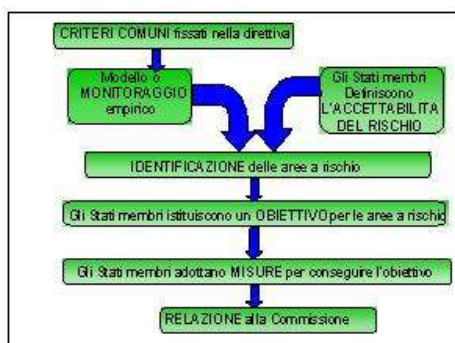 CRITERI COMUNI fissati nella direttiva
Modello o
MONITORAGGIO
empirico
Gli Stati membri
Definiscono
L'ACCETTABILITA
DEL RISCHIO
IDENTIFICAZIONE delle aree a rischio
Gli Stati membri istituiscono un OBIETTIVO per le aree a rischio
Gli Stati membri adottano MISURE per conseguire l'obiettivo
RELAZIONE alla Commissione